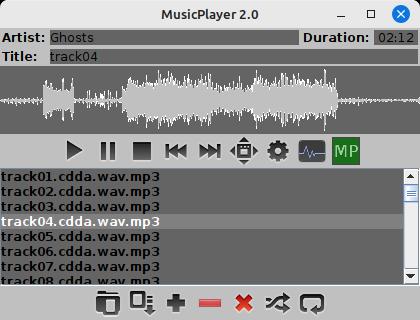 MusicPlayer 2.0
Artist: Ghosts Duration: 02:12
Title: track04
MP
track01.cdda.wav.mp3
track02.cdda.wav.mp3
track03.cdda.wav.mp3
track04.cdda.wav.mp3
track05.cdda.wav.mp3
track06.cdda.wav.mp3
track07.cdda.wav.mp3
track08.cdda.wav.mp3